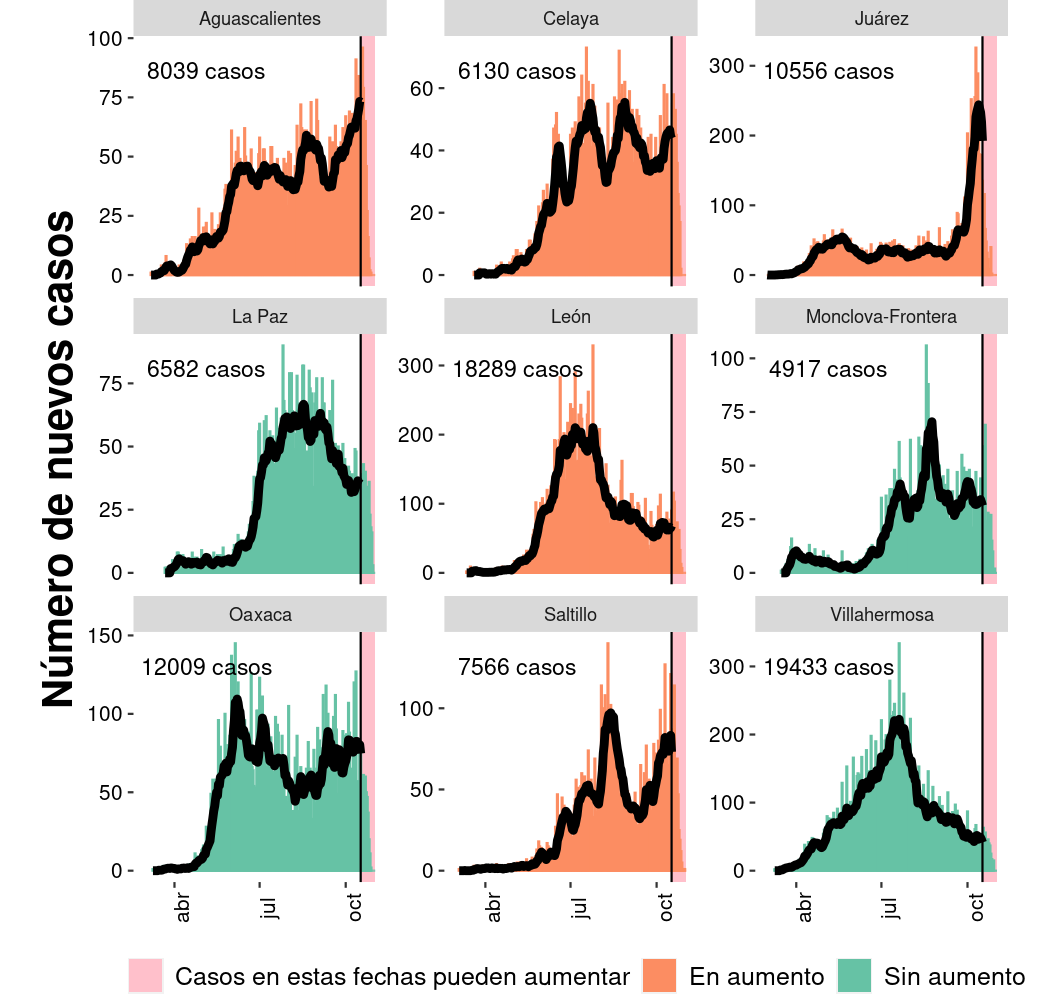 Número de nuevos casos
Aguascalientes
Celaya
Juárez
100
75
50
25
0
8039 casos
60
40
20
0
6130 casos
300
200
100
0
10556 casos
La Paz
León
Monclova-Frontera
75
50
25
0
6582 casos
300
200
100
0
18289 casos
100
75
50
25
0
4917 casos
Oaxaca
Saltillo
Villahermosa
150
100
50
0
12009 casos
100
50
0
7566 casos
300
200
100
0
19433 casos
abr jul oct
abr jul oct
abr jul oct
Casos en estas fechas pueden aumentar En aumento Sin aumento